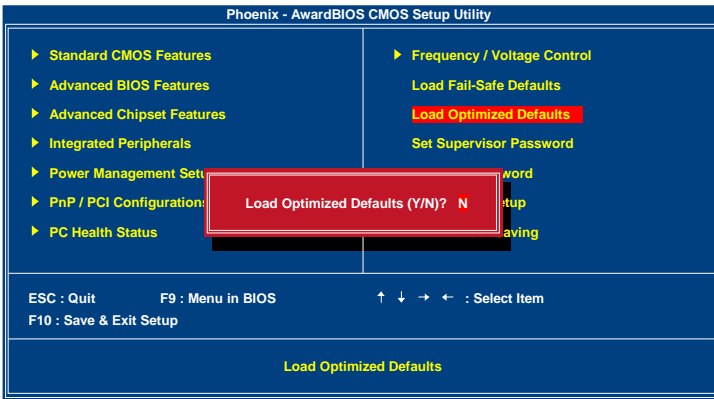 Phoenix - AwardBIOS CMOS Setup Utility
Standard CMOS Features
Advanced BIOS Features
Advanced Chipset Features
Integrated Peripherals
Power Management Setu
PnP / PCI Configurations
PC Health Status
Frequency / Voltage Control
Load Fail-Safe Defaults
Load Optimized Defaults
Set Supervisor Password
word
etup
aving
Load Optimized Defaults (Y/N)? N
ESC : Quit F9 : Menu in BIOS ↑ ↓ → ← : Select Item
F10 : Save & Exit Setup
Load Optimized Defaults